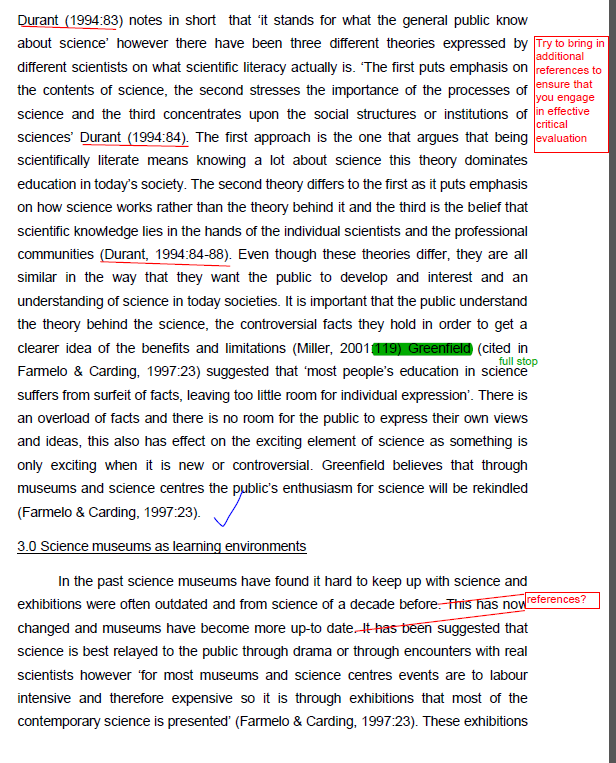 Durant (1994:83) notes in short that ‘it stands for what the general public know
about science’ however there have been three different theories expressed by
different scientists on what scientific literacy actually is. ‘The first puts emphasis on
the contents of science, the second stresses the importance of the processes of
science and the third concentrates upon the social structures or institutions of
sciences’ Durant (1994:84). The first approach is the one that argues that being
scientifically literate means knowing a lot about science this theory dominates
education in today’s society. The second theory differs to the first as it puts emphasis
on how science works rather than the theory behind it and the third is the belief that
scientific knowledge lies in the hands of the individual scientists and the professional
communities (Durant, 1994:84-88). Even though these theories differ, they are all
similar in the way that they want the public to develop and interest and an
understanding of science in today societies. It is important that the public understand
the theory behind the science, the controversial facts they hold in order to get a
clearer idea of the benefits and limitations (Miller, 2001:119) Greenfield (cited in
Farmelo & Carding, 1997:23) suggested that ‘most people’s education in science
suffers from surfeit of facts, leaving too little room for individual expression’. There is
an overload of facts and there is no room for the public to express their own views
and ideas, this also has effect on the exciting element of science as something is
only exciting when it is new or controversial. Greenfield believes that through
museums and science centres the public’s enthusiasm for science will be rekindled
(Farmelo & Carding, 1997:23).
3.0 Science museums as learning environments
In the past science museums have found it hard to keep up with science and
exhibitions were often outdated and from science of a decade before. This has now
changed and museums have become more up-to date. It has been suggested that
science is best relayed to the public through drama or through encounters with real
scientists however ‘for most museums and science centres events are to labour
intensive and therefore expensive so it is through exhibitions that most of the
contemporary science is presented’ (Farmelo & Carding, 1997:23). These exhibitions
Try to bring in
additional
references to
ensure that
you engage
in effective
critical
evaluation
full stop
references?